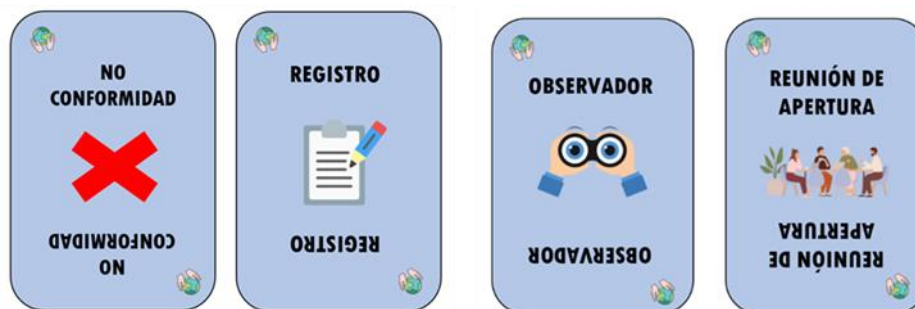 NO
CONFORMIDAD
NO
CONFORMIDAD
REGISTRO
REGISTRO
OBSERVADOR
OBSERVADOR
REUNIÓN DE
APERTURA
REUNIÓN DE
APERTURA